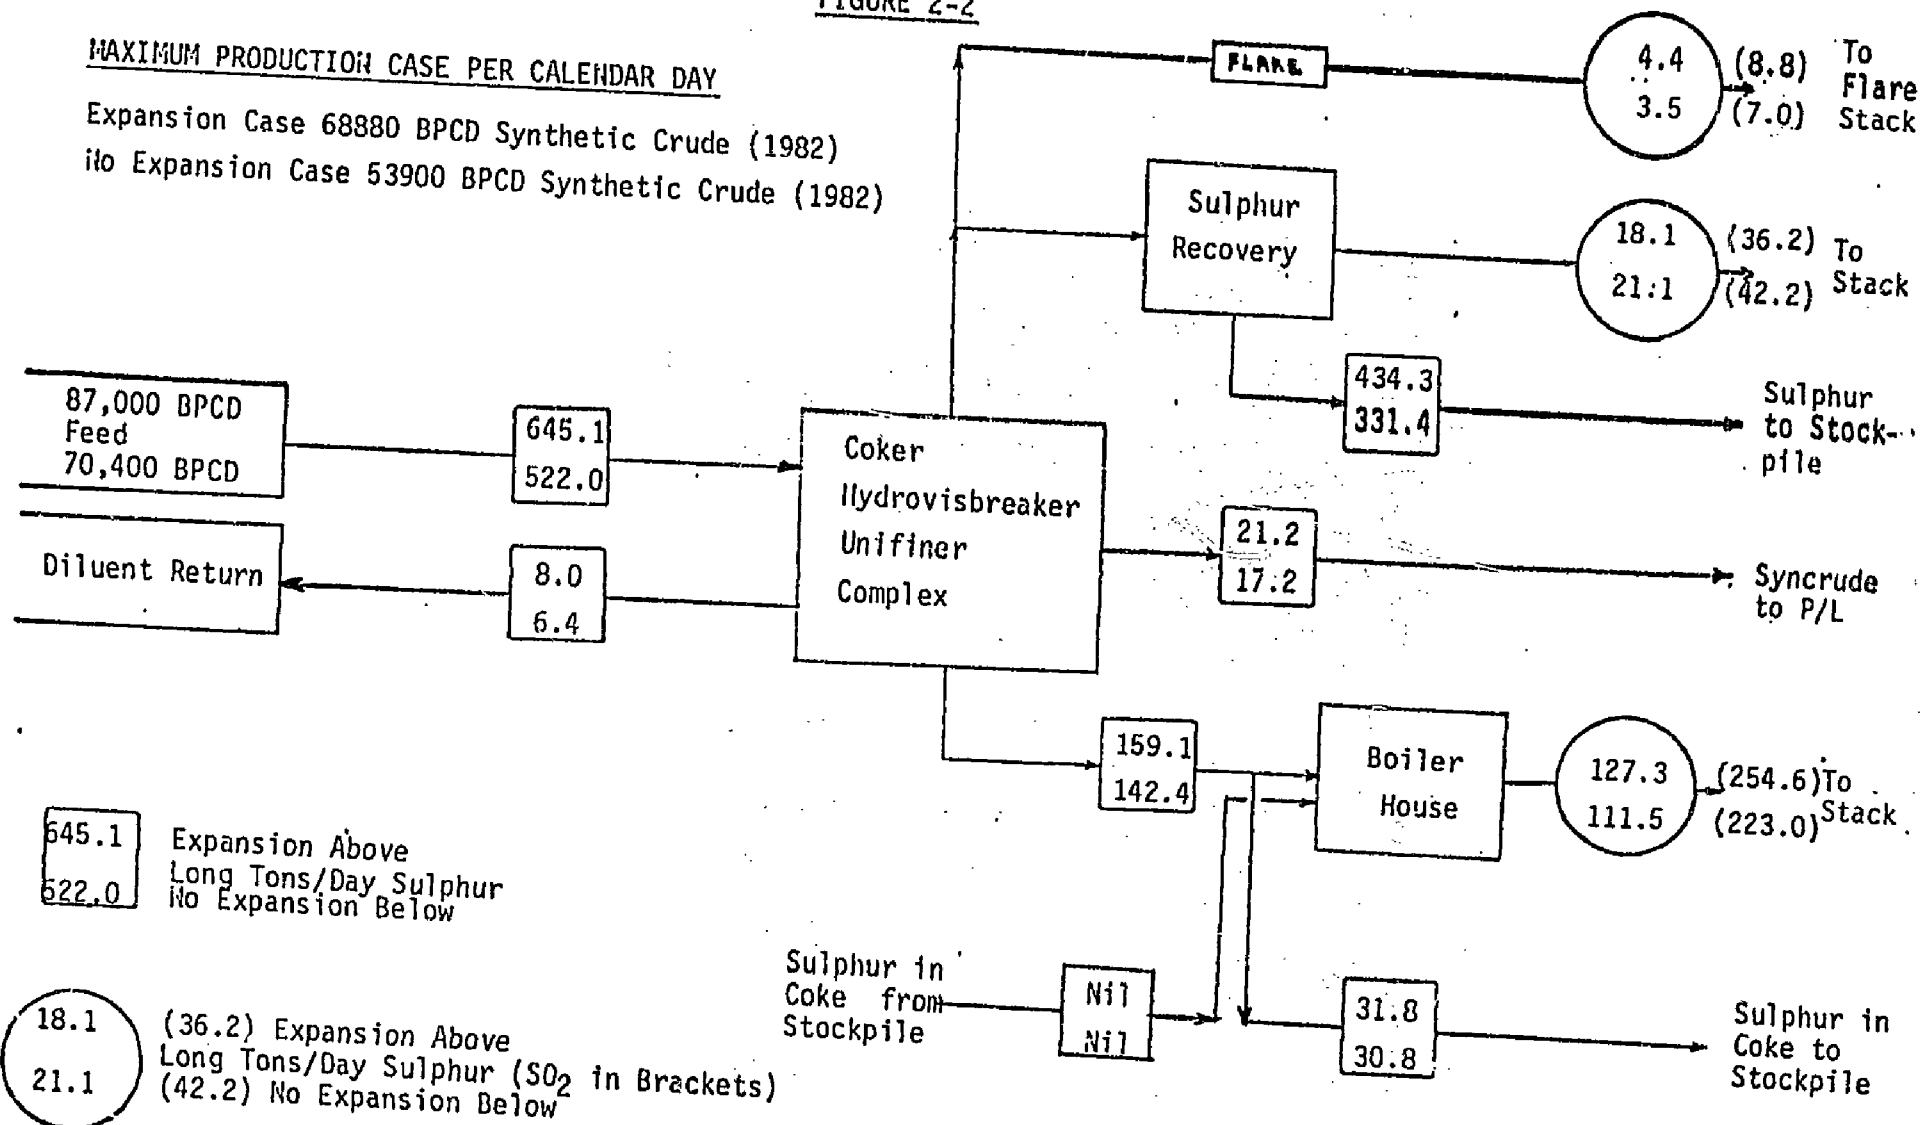 FIGURE 2-2
MAXIMUM PRODUCTION CASE PER CALENDAR DAY
Expansion Case 68880 BPCD Synthetic Crude (1982)
No Expansion Case 53900 BPCD Synthetic Crude (1982)
FLARE
4.4
3.5
(8.8)
(7.0)
To
Flare
Stack
Sulphur
Recovery
18.1
21:1
(36.2)
(42.2)
To
Stack
434.3
331.4
Sulphur
to Stock-
pile
87,000 BPCD
Feed
70,400 BPCD
645.1
522.0
Coker
Hydrovisbreaker
Unifiner
Complex
21.2
17.2
Syncrude
to P/L
Diluent Return
8.0
6.4
159.1
142.4
Boiler
House
127.3
111.5
(254.6)
(223.0)
To
Stack
645.1
522.0
Expansion Above
Long Tons/Day Sulphur
No Expansion Below
Sulphur in
Coke from
Stockpile
Nil
Nil
31.8
30.8
Sulphur in
Coke to
Stockpile
18.1
21.1
(36.2) Expansion Above
Long Tons/Day Sulphur (SO2 in Brackets)
(42.2) No Expansion Below